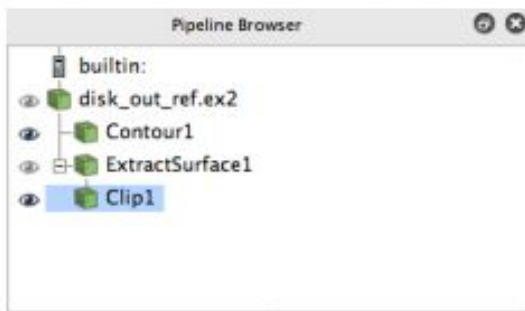 Pipeline Browser
builtin:
disk_out_ref.ex2
Contour1
ExtractSurface1
Clip1